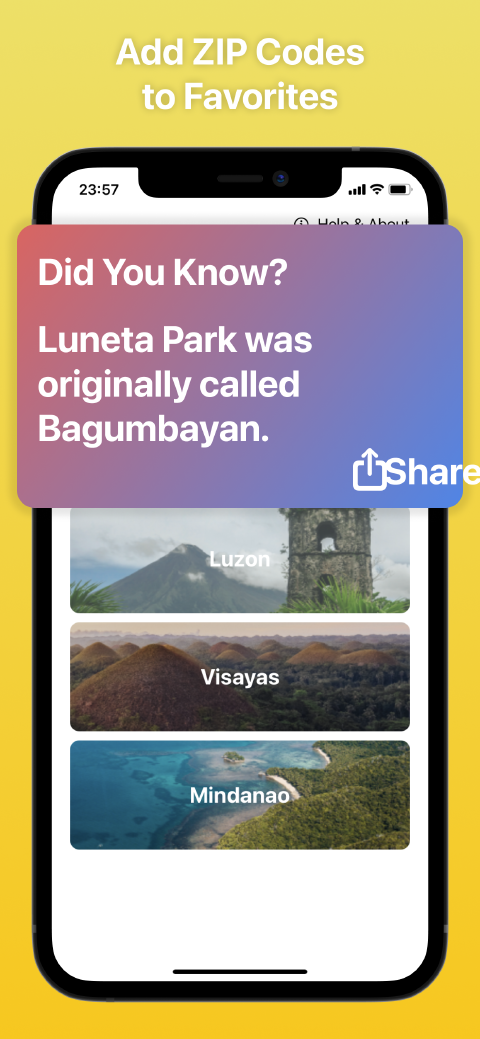 Add ZIP Codes
to Favorites
23:57
Help & About
Did You Know?
Luneta Park was
originally called
Bagumbayan.
Share
Luzon
Visayas
Mindanao